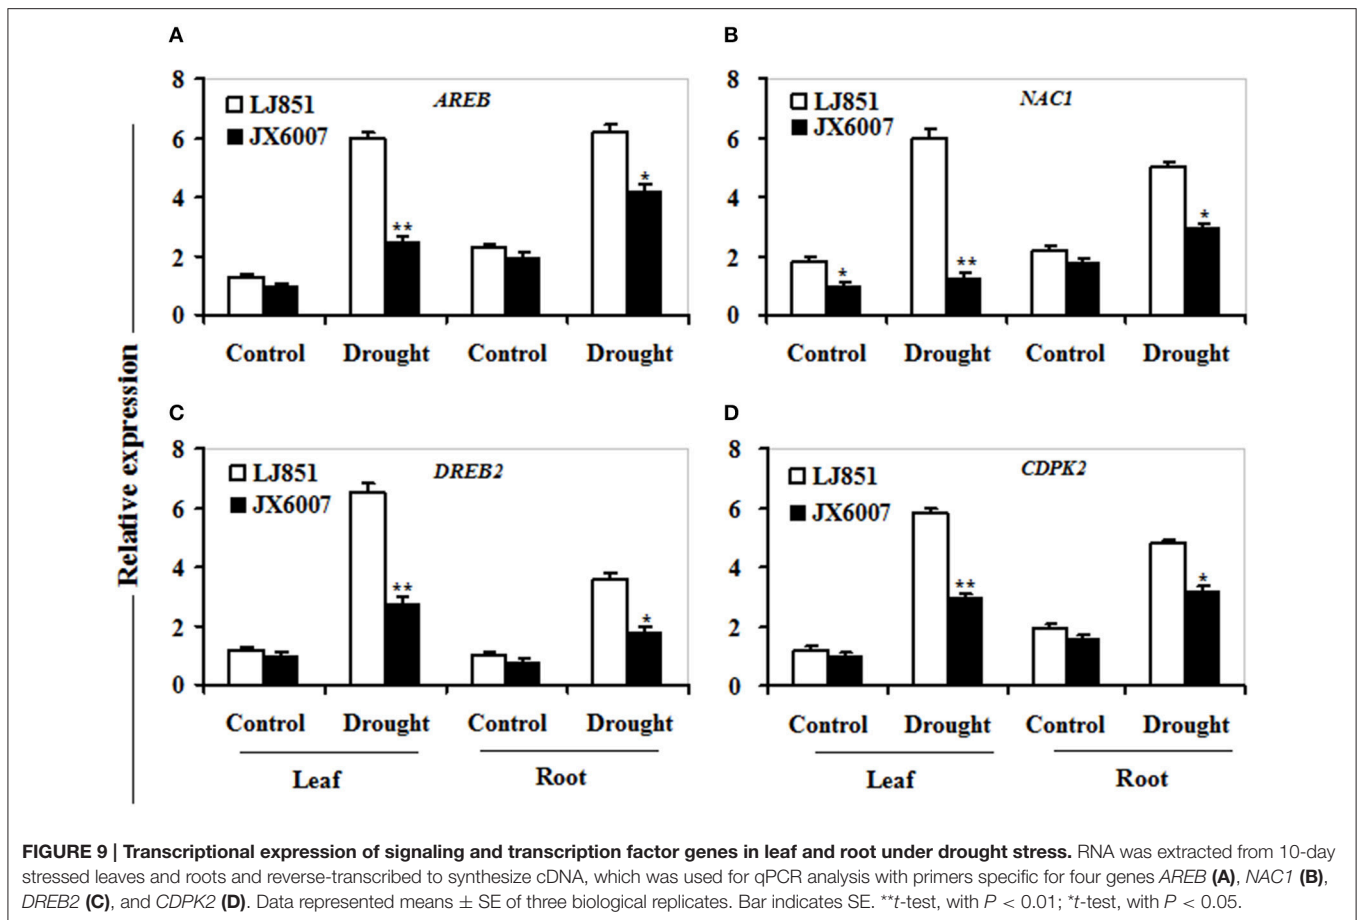 A
8
6
4
2
0
LJ851
JX6007
AREB
**
*
Control
Drought
Control
Drought
B
8
6
4
2
0
LJ851
JX6007
NAC1
*
**
*
Control
Drought
Control
Drought
Relative expression
C
8
6
4
2
0
LJ851
JX6007
DREB2
**
*
Control
Drought
Control
Drought
Leaf
Root
D
8
6
4
2
0
LJ851
JX6007
CDPK2
**
*
Control
Drought
Control
Drought
Leaf
Root
FIGURE 9 | Transcriptional expression of signaling and transcription factor genes in leaf and root under drought stress. RNA was extracted from 10-day
stressed leaves and roots and reverse-transcribed to synthesize cDNA, which was used for qPCR analysis with primers specific for four genes AREB (A), NAC1 (B),
DREB2 (C), and CDPK2 (D). Data represented means ± SE of three biological replicates. Bar indicates SE. **t-test, with P < 0.01; *t-test, with P < 0.05.